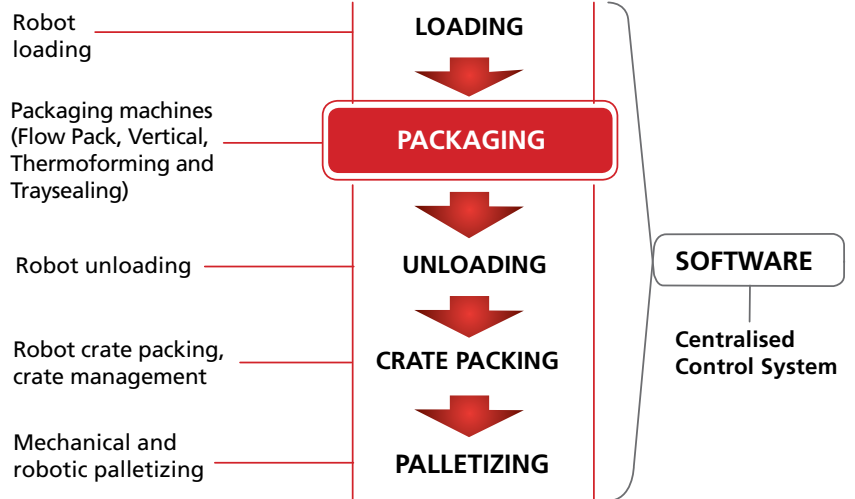 Robot
loading
LOADING
Packaging machines
(Flow Pack, Vertical,
Thermoforming and
Traysealing)
PACKAGING
Robot unloading
UNLOADING
SOFTWARE
Centralised
Control System
Robot crate packing,
crate management
CRATE PACKING
Mechanical and
robotic palletizing
PALLETIZING